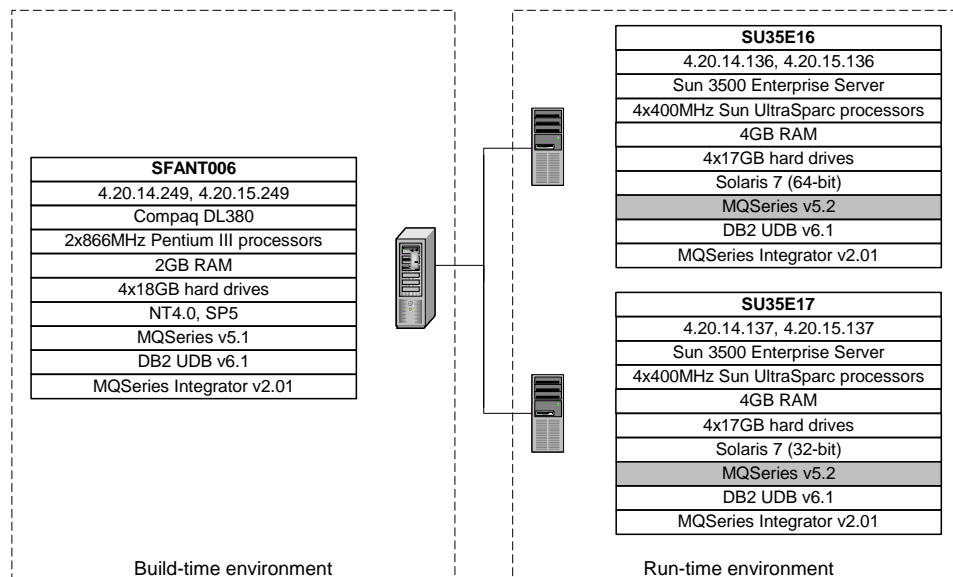 SFANT006
4.20.14.249, 4.20.15.249
Compaq DL380
2x866MHz Pentium III processors
2GB RAM
4x18GB hard drives
NT4.0, SP5
MQSeries v5.1
DB2 UDB v6.1
MQSeries Integrator v2.01
Build-time environment
SU35E16
4.20.14.136, 4.20.15.136
Sun 3500 Enterprise Server
4x400MHz Sun UltraSparc processors
4GB RAM
4x17GB hard drives
Solaris 7 (64-bit)
MQSeries v5.2
DB2 UDB v6.1
MQSeries Integrator v2.01
SU35E17
4.20.14.137, 4.20.15.137
Sun 3500 Enterprise Server
4x400MHz Sun UltraSparc processors
4GB RAM
4x17GB hard drives
Solaris 7 (32-bit)
MQSeries v5.2
DB2 UDB v6.1
MQSeries Integrator v2.01
Run-time environment